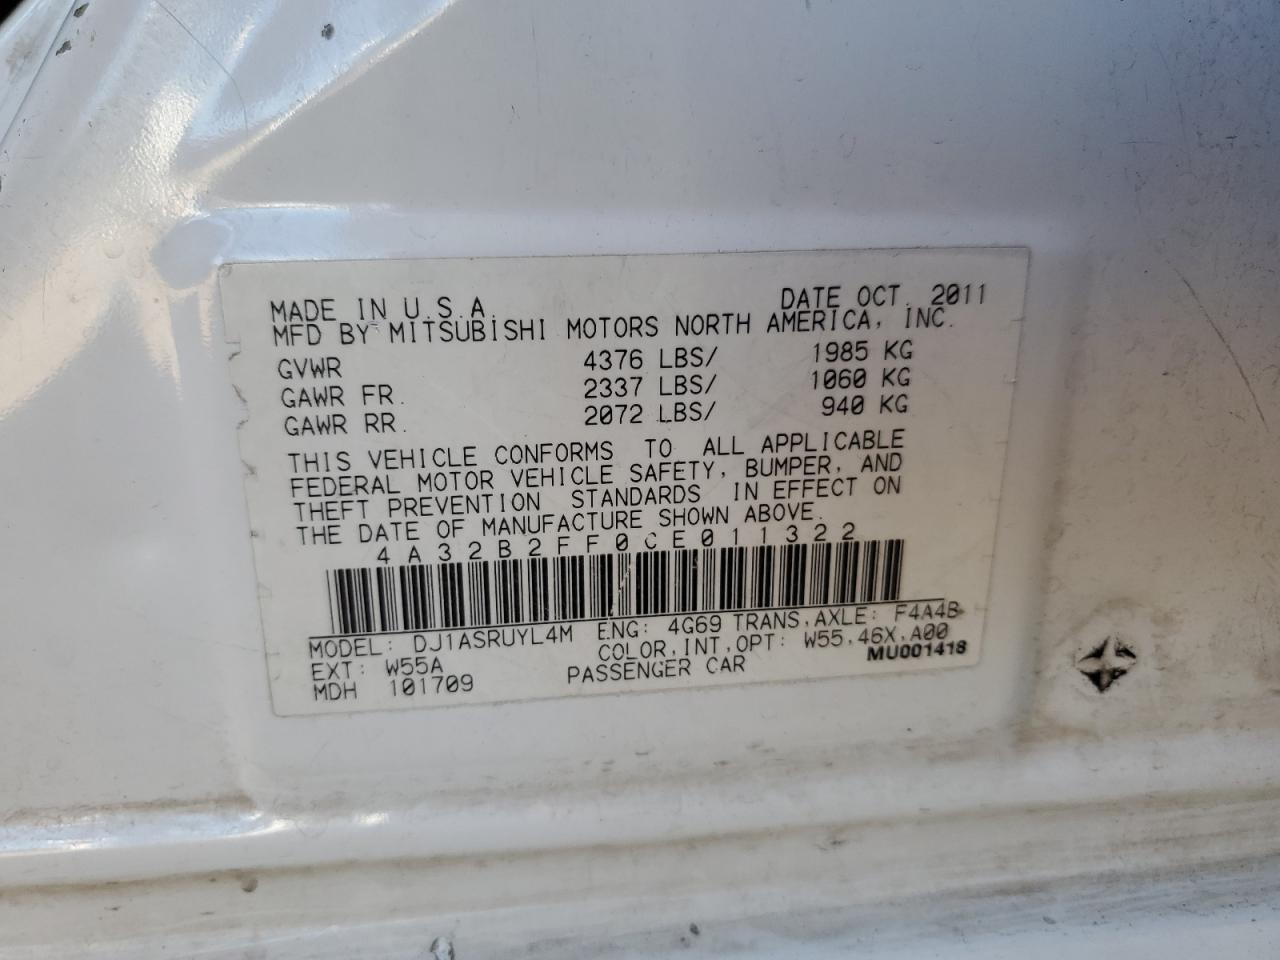 MADE IN U.S.A. DATE OCT. 2011
MFD BY MITSUBISHI MOTORS NORTH AMERICA, INC.
GVWR 4376 LBS/ 1985 KG
GAWR FR. 2337 LBS/ 1060 KG
GAWR RR. 2072 LBS/ 940 KG
THIS VEHICLE CONFORMS TO ALL APPLICABLE
FEDERAL MOTOR VEHICLE SAFETY, BUMPER, AND
THEFT PREVENTION STANDARDS IN EFFECT ON
THE DATE OF MANUFACTURE SHOWN ABOVE.
4A32B2FF0CE011322
MODEL: DJ1ASRUYL4M ENG: 4G69 TRANS,AXLE: F4A4B
EXT: W55A COLOR,INT,OPT: W55,46X,A00
MDH 101709 PASSENGER CAR MU001418